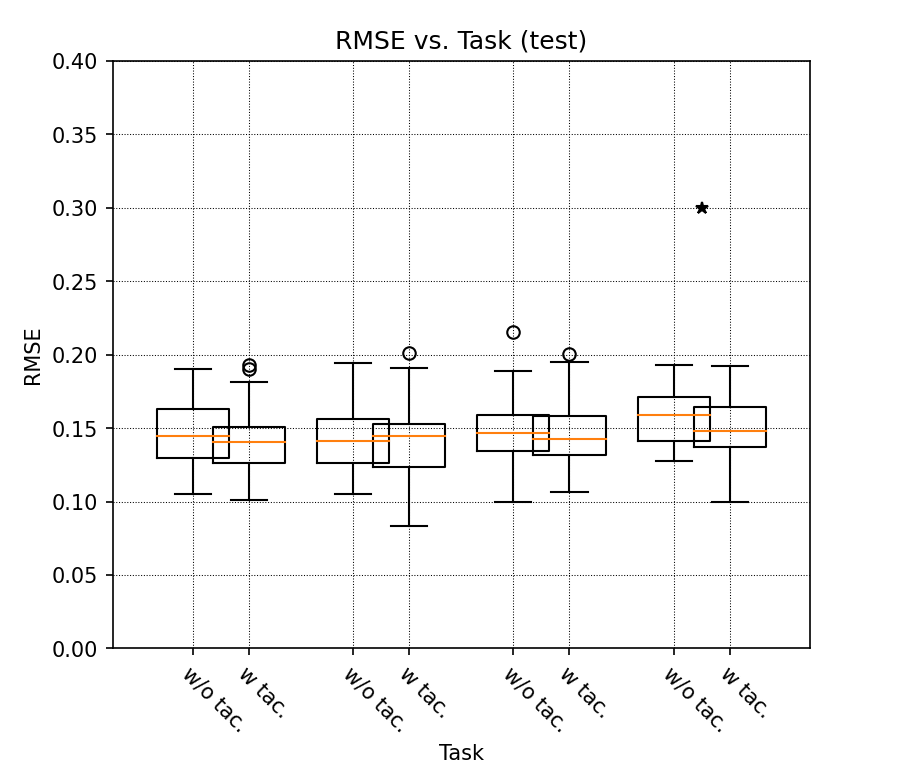 RMSE vs. Task (test)
0.40
0.35
0.30
0.25
0.20
0.15
0.10
0.05
0.00
RMSE
w/o tac.
w tac.
w/o tac.
w tac.
w/o tac.
w tac.
w/o tac.
w tac.
Task